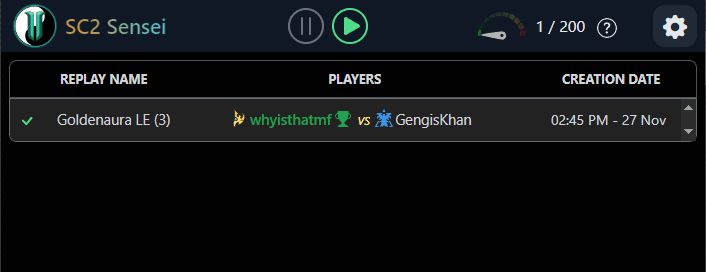 SC2 Sensei
1 / 200 ?
REPLAY NAME PLAYERS CREATION DATE
Goldenaura LE (3) whyisthatmf vs GengisKhan 02:45 PM - 27 Nov